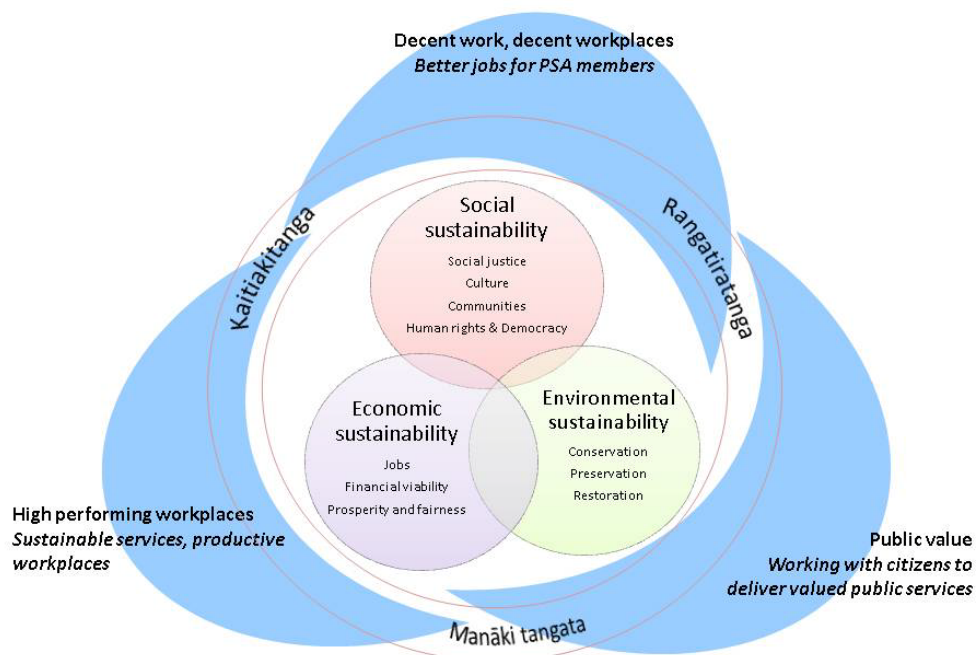 Decent work, decent workplaces
Better jobs for PSA members
Kaitiakitanga
Rangatiratanga
Social
sustainability
Social justice
Culture
Communities
Human rights & Democracy
Economic
sustainability
Jobs
Financial viability
Prosperity and fairness
Environmental
sustainability
Conservation
Preservation
Restoration
High performing workplaces
Sustainable services, productive
workplaces
Public value
Working with citizens to
deliver valued public services
Manāki tangata